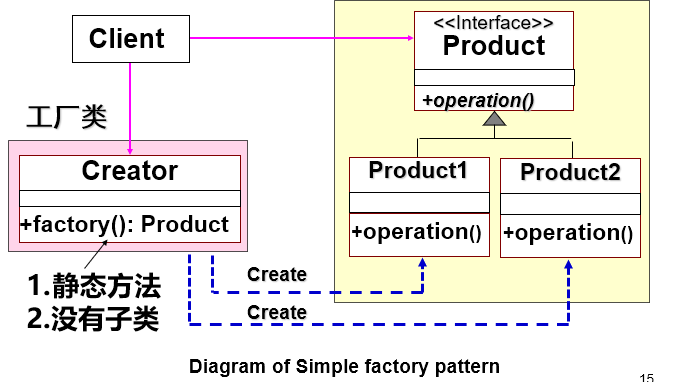 Client
<<Interface>>
Product
+operation()
工厂类
Creator
+factory(): Product
Product1
+operation()
Product2
+operation()
1.静态方法
2.没有子类
Create
Create
Diagram of Simple factory pattern
15